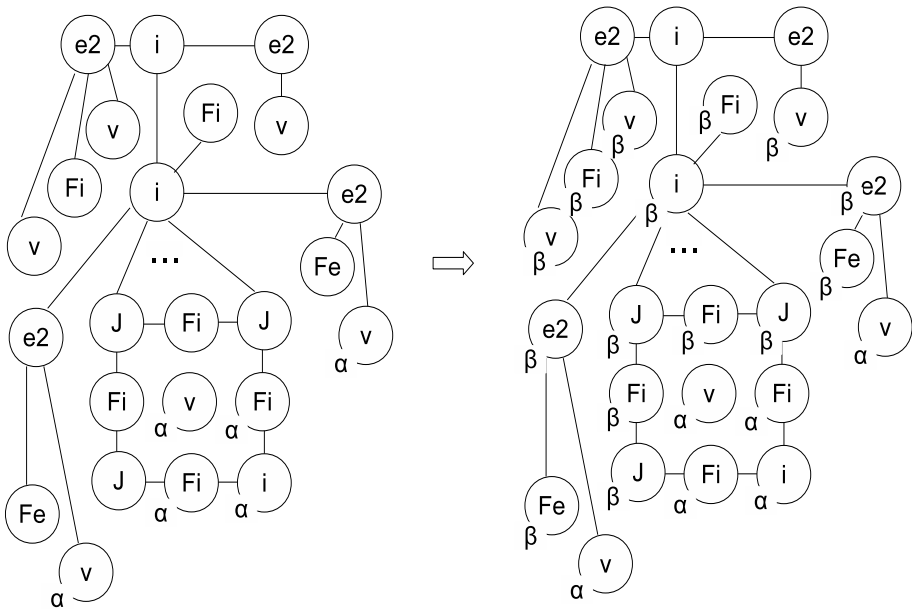 e2 i e2 e2 i e2
Fi β Fi
v v v β v β
Fi i e2 Fi β i β β e2
v v β
... Fe ... Fe β
J Fi J J β Fi β J β
e2 v α e2 β v α
Fi v α Fi α Fi β v α Fi α
J Fi α i α J β Fi α i α
Fe Fe β
v α v α